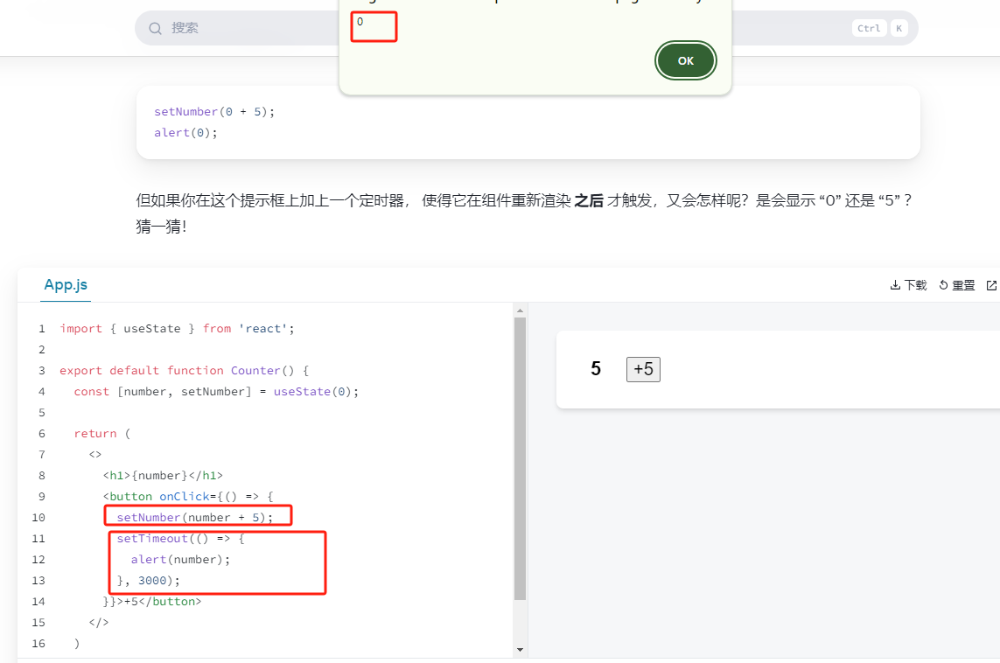 0
搜索
Ctrl K
OK
setNumber(0 + 5);
alert(0);
但如果你在这个提示框上加上一个定时器， 使得它在组件重新渲染 之后 才触发，又会怎样呢？是会显示 “0” 还是 “5” ？
猜一猜！
App.js
下载 重置
1 import { useState } from 'react';
2
3 export default function Counter() {
4 const [number, setNumber] = useState(0);
5
6 return (
7 <>
8 <h1>{number}</h1>
9 <button onClick={() => {
10 setNumber(number + 5);
11 setTimeout(() => {
12 alert(number);
13 }, 3000);
14 }}>+5</button>
15 </>
16 )
5 +5